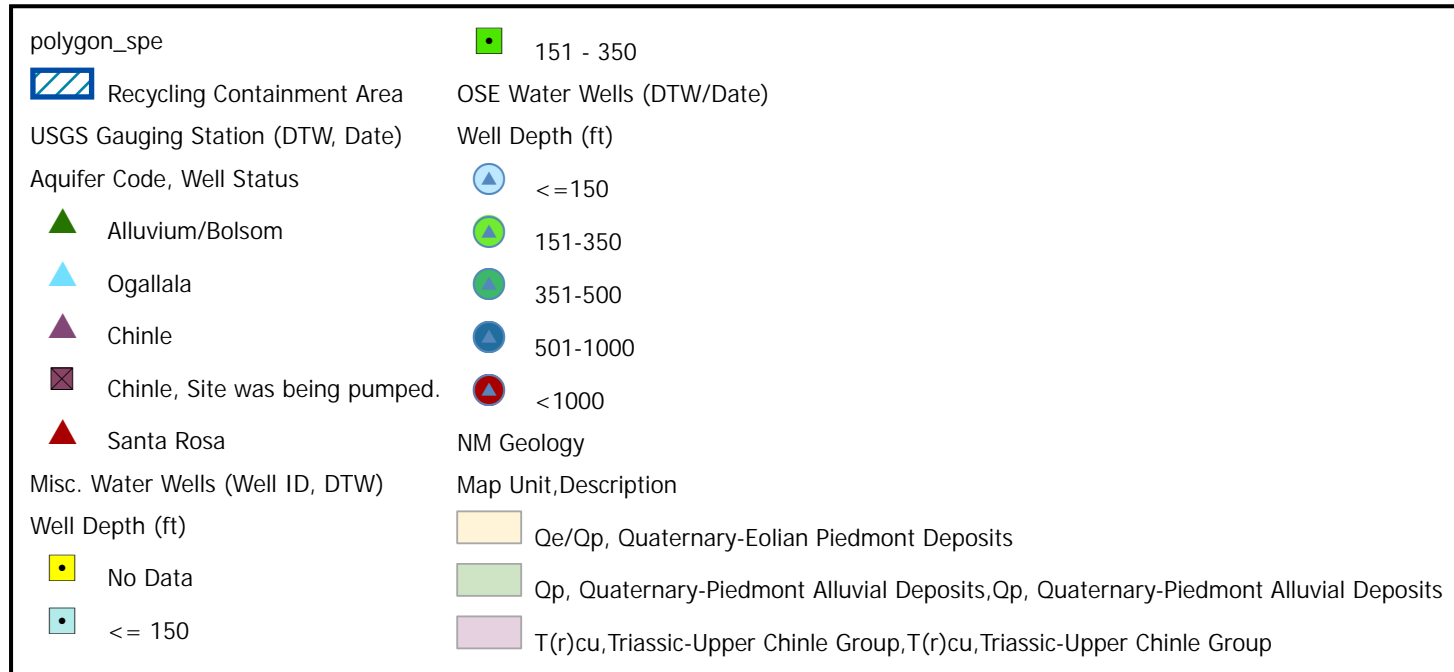 polygon_spe
Recycling Containment Area
USGS Gauging Station (DTW, Date)
Aquifer Code, Well Status
Alluvium/Bolsom
Ogallala
Chinle
Chinle, Site was being pumped.
Santa Rosa
Misc. Water Wells (Well ID, DTW)
Well Depth (ft)
No Data
<= 150
151 - 350
OSE Water Wells (DTW/Date)
Well Depth (ft)
<=150
151-350
351-500
501-1000
<1000
NM Geology
Map Unit,Description
Qe/Qp, Quaternary-Eolian Piedmont Deposits
Qp, Quaternary-Piedmont Alluvial Deposits,Qp, Quaternary-Piedmont Alluvial Deposits
T(r)cu,Triassic-Upper Chinle Group,T(r)cu,Triassic-Upper Chinle Group